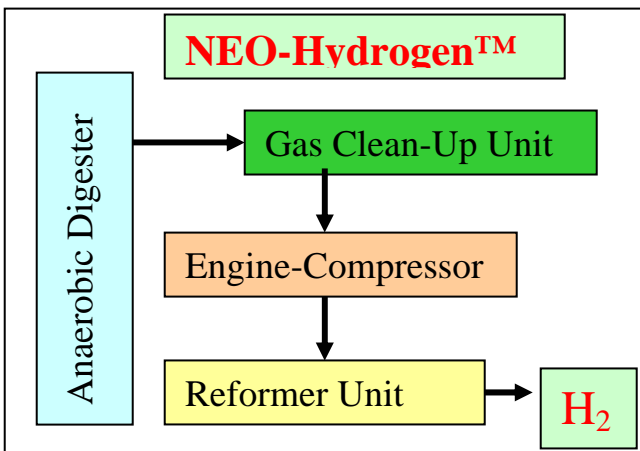 NEO-Hydrogen™
Anaerobic Digester
Gas Clean-Up Unit
Engine-Compressor
Reformer Unit
H₂